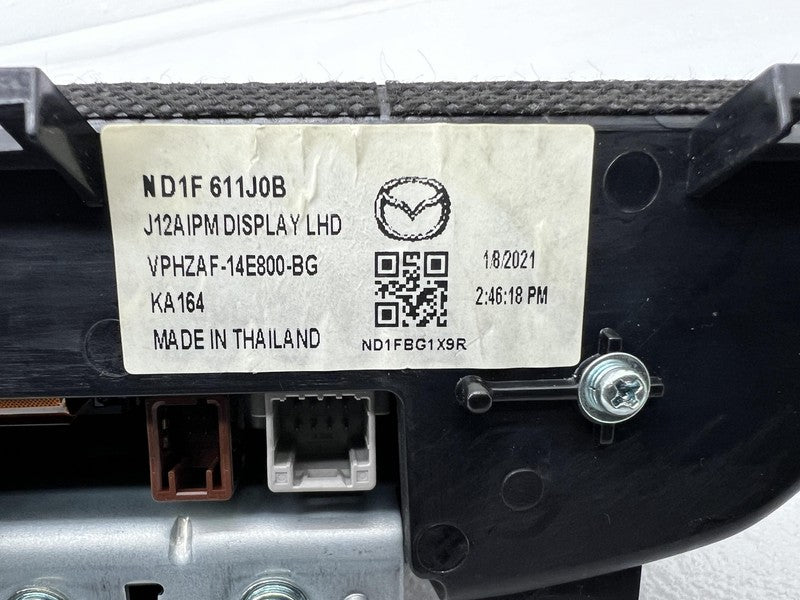 ND1F 611J0B
J12AIPM DISPLAY LHD
VPHZAF-14E800-BG
1/8/2021
KA164
2:46:18 PM
MADE IN THAILAND
ND1FBG1X9R